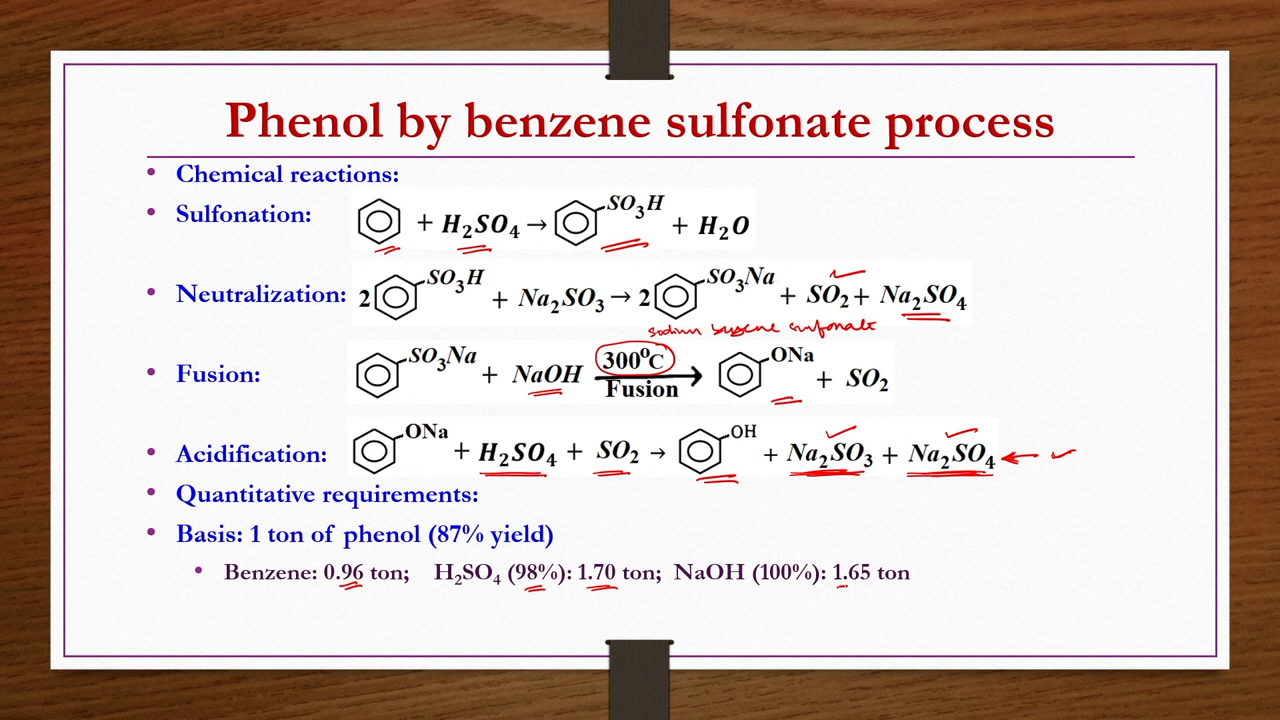 Phenol by benzene sulfonate process
• Chemical reactions:
• Sulfonation: + H₂SO₄ → SO₃H + H₂O
• Neutralization: 2 SO₃H + Na₂SO₃ → 2 SO₃Na + SO₂ + Na₂SO₄
sodium benzene sulfonate
• Fusion: SO₃Na + NaOH 300⁰C Fusion → ONa + SO₂
• Acidification: ONa + H₂SO₄ + SO₂ → OH + Na₂SO₃ + Na₂SO₄
• Quantitative requirements:
• Basis: 1 ton of phenol (87% yield)
• Benzene: 0.96 ton; H₂SO₄ (98%): 1.70 ton; NaOH (100%): 1.65 ton